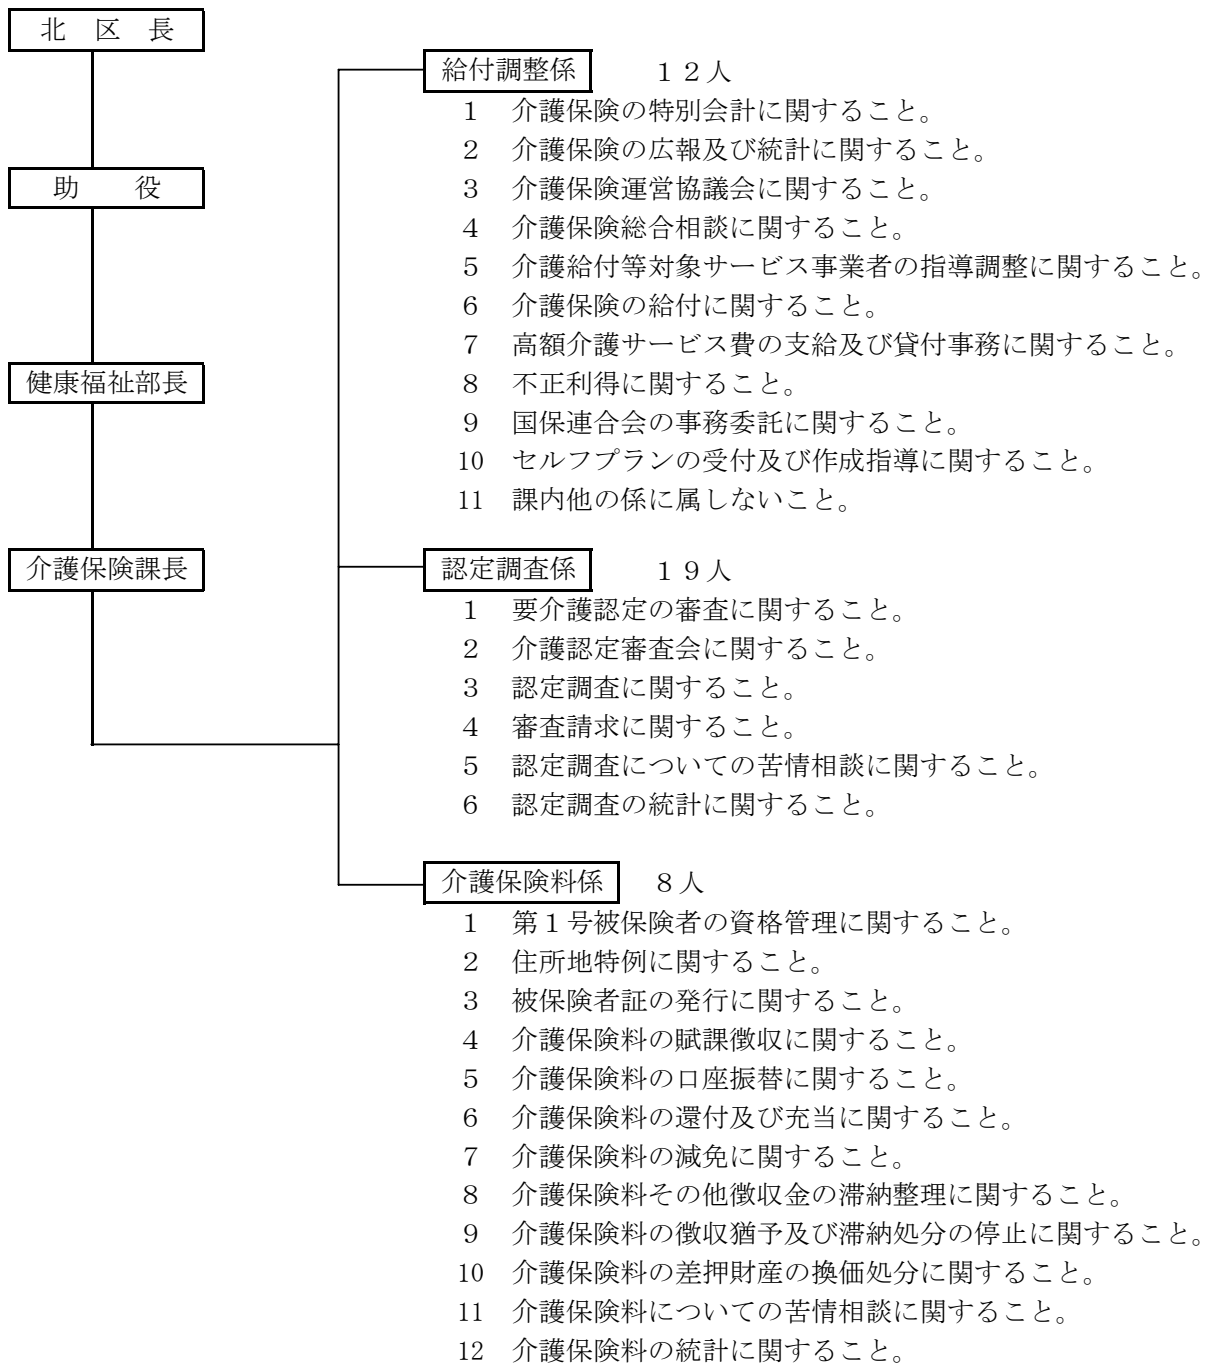 北　区　長
助　　役
健康福祉部長
介護保険課長
給付調整係　　１２人
1　介護保険の特別会計に関すること。
2　介護保険の広報及び統計に関すること。
3　介護保険運営協議会に関すること。
4　介護保険総合相談に関すること。
5　介護給付等対象サービス事業者の指導調整に関すること。
6　介護保険の給付に関すること。
7　高額介護サービス費の支給及び貸付事務に関すること。
8　不正利得に関すること。
9　国保連合会の事務委託に関すること。
10　セルフプランの受付及び作成指導に関すること。
11　課内他の係に属しないこと。
認定調査係　　１９人
1　要介護認定の審査に関すること。
2　介護認定審査会に関すること。
3　認定調査に関すること。
4　審査請求に関すること。
5　認定調査についての苦情相談に関すること。
6　認定調査の統計に関すること。
介護保険料係　８人
1　第１号被保険者の資格管理に関すること。
2　住所地特例に関すること。
3　被保険者証の発行に関すること。
4　介護保険料の賦課徴収に関すること。
5　介護保険料の口座振替に関すること。
6　介護保険料の還付及び充当に関すること。
7　介護保険料の減免に関すること。
8　介護保険料その他徴収金の滞納整理に関すること。
9　介護保険料の徴収猶予及び滞納処分の停止に関すること。
10　介護保険料の差押財産の換価処分に関すること。
11　介護保険料についての苦情相談に関すること。
12　介護保険料の統計に関すること。